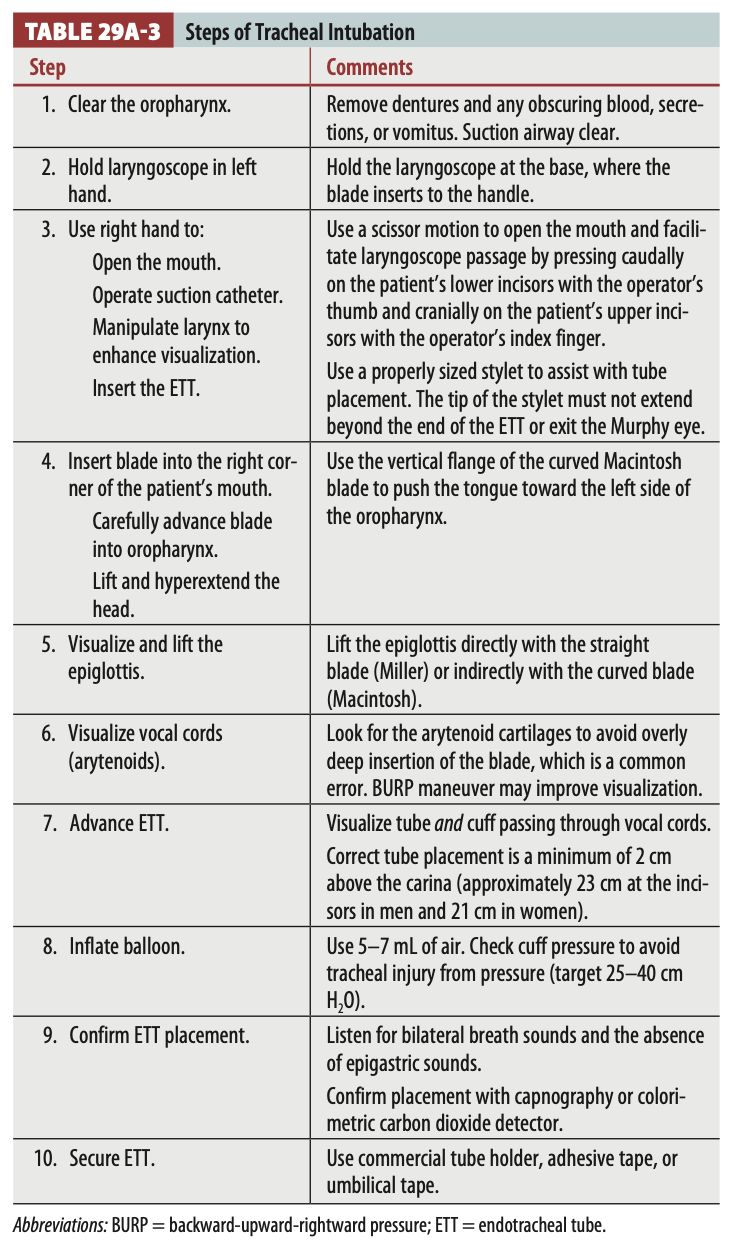 TABLE 29A-3 Steps of Tracheal Intubation
Step Comments
1. Clear the oropharynx.
Remove dentures and any obscuring blood, secre-
tions, or vomitus. Suction airway clear.
2. Hold laryngoscope in left
hand.
Hold the laryngoscope at the base, where the
blade inserts to the handle.
3. Use right hand to:
Open the mouth.
Operate suction catheter.
Manipulate larynx to
enhance visualization.
Insert the ETT.
Use a scissor motion to open the mouth and facili-
tate laryngoscope passage by pressing caudally
on the patient's lower incisors with the operator's
thumb and cranially on the patient's upper inci-
sors with the operator's index finger.
Use a properly sized stylet to assist with tube
placement. The tip of the stylet must not extend
beyond the end of the ETT or exit the Murphy eye.
4. Insert blade into the right cor-
ner of the patient's mouth.
Carefully advance blade
into oropharynx.
Lift and hyperextend the
head.
Use the vertical flange of the curved Macintosh
blade to push the tongue toward the left side of
the oropharynx.
5. Visualize and lift the
epiglottis.
Lift the epiglottis directly with the straight
blade (Miller) or indirectly with the curved blade
(Macintosh).
6. Visualize vocal cords
(arytenoids).
Look for the arytenoid cartilages to avoid overly
deep insertion of the blade, which is a common
error. BURP maneuver may improve visualization.
7. Advance ETT.
Visualize tube and cuff passing through vocal cords.
Correct tube placement is a minimum of 2 cm
above the carina (approximately 23 cm at the inci-
sors in men and 21 cm in women).
8. Inflate balloon.
Use 5–7 mL of air. Check cuff pressure to avoid
tracheal injury from pressure (target 25–40 cm
H₂O).
9. Confirm ETT placement.
Listen for bilateral breath sounds and the absence
of epigastric sounds.
Confirm placement with capnography or colori-
metric carbon dioxide detector.
10. Secure ETT.
Use commercial tube holder, adhesive tape, or
umbilical tape.
Abbreviations: BURP = backward-upward-rightward pressure; ETT = endotracheal tube.